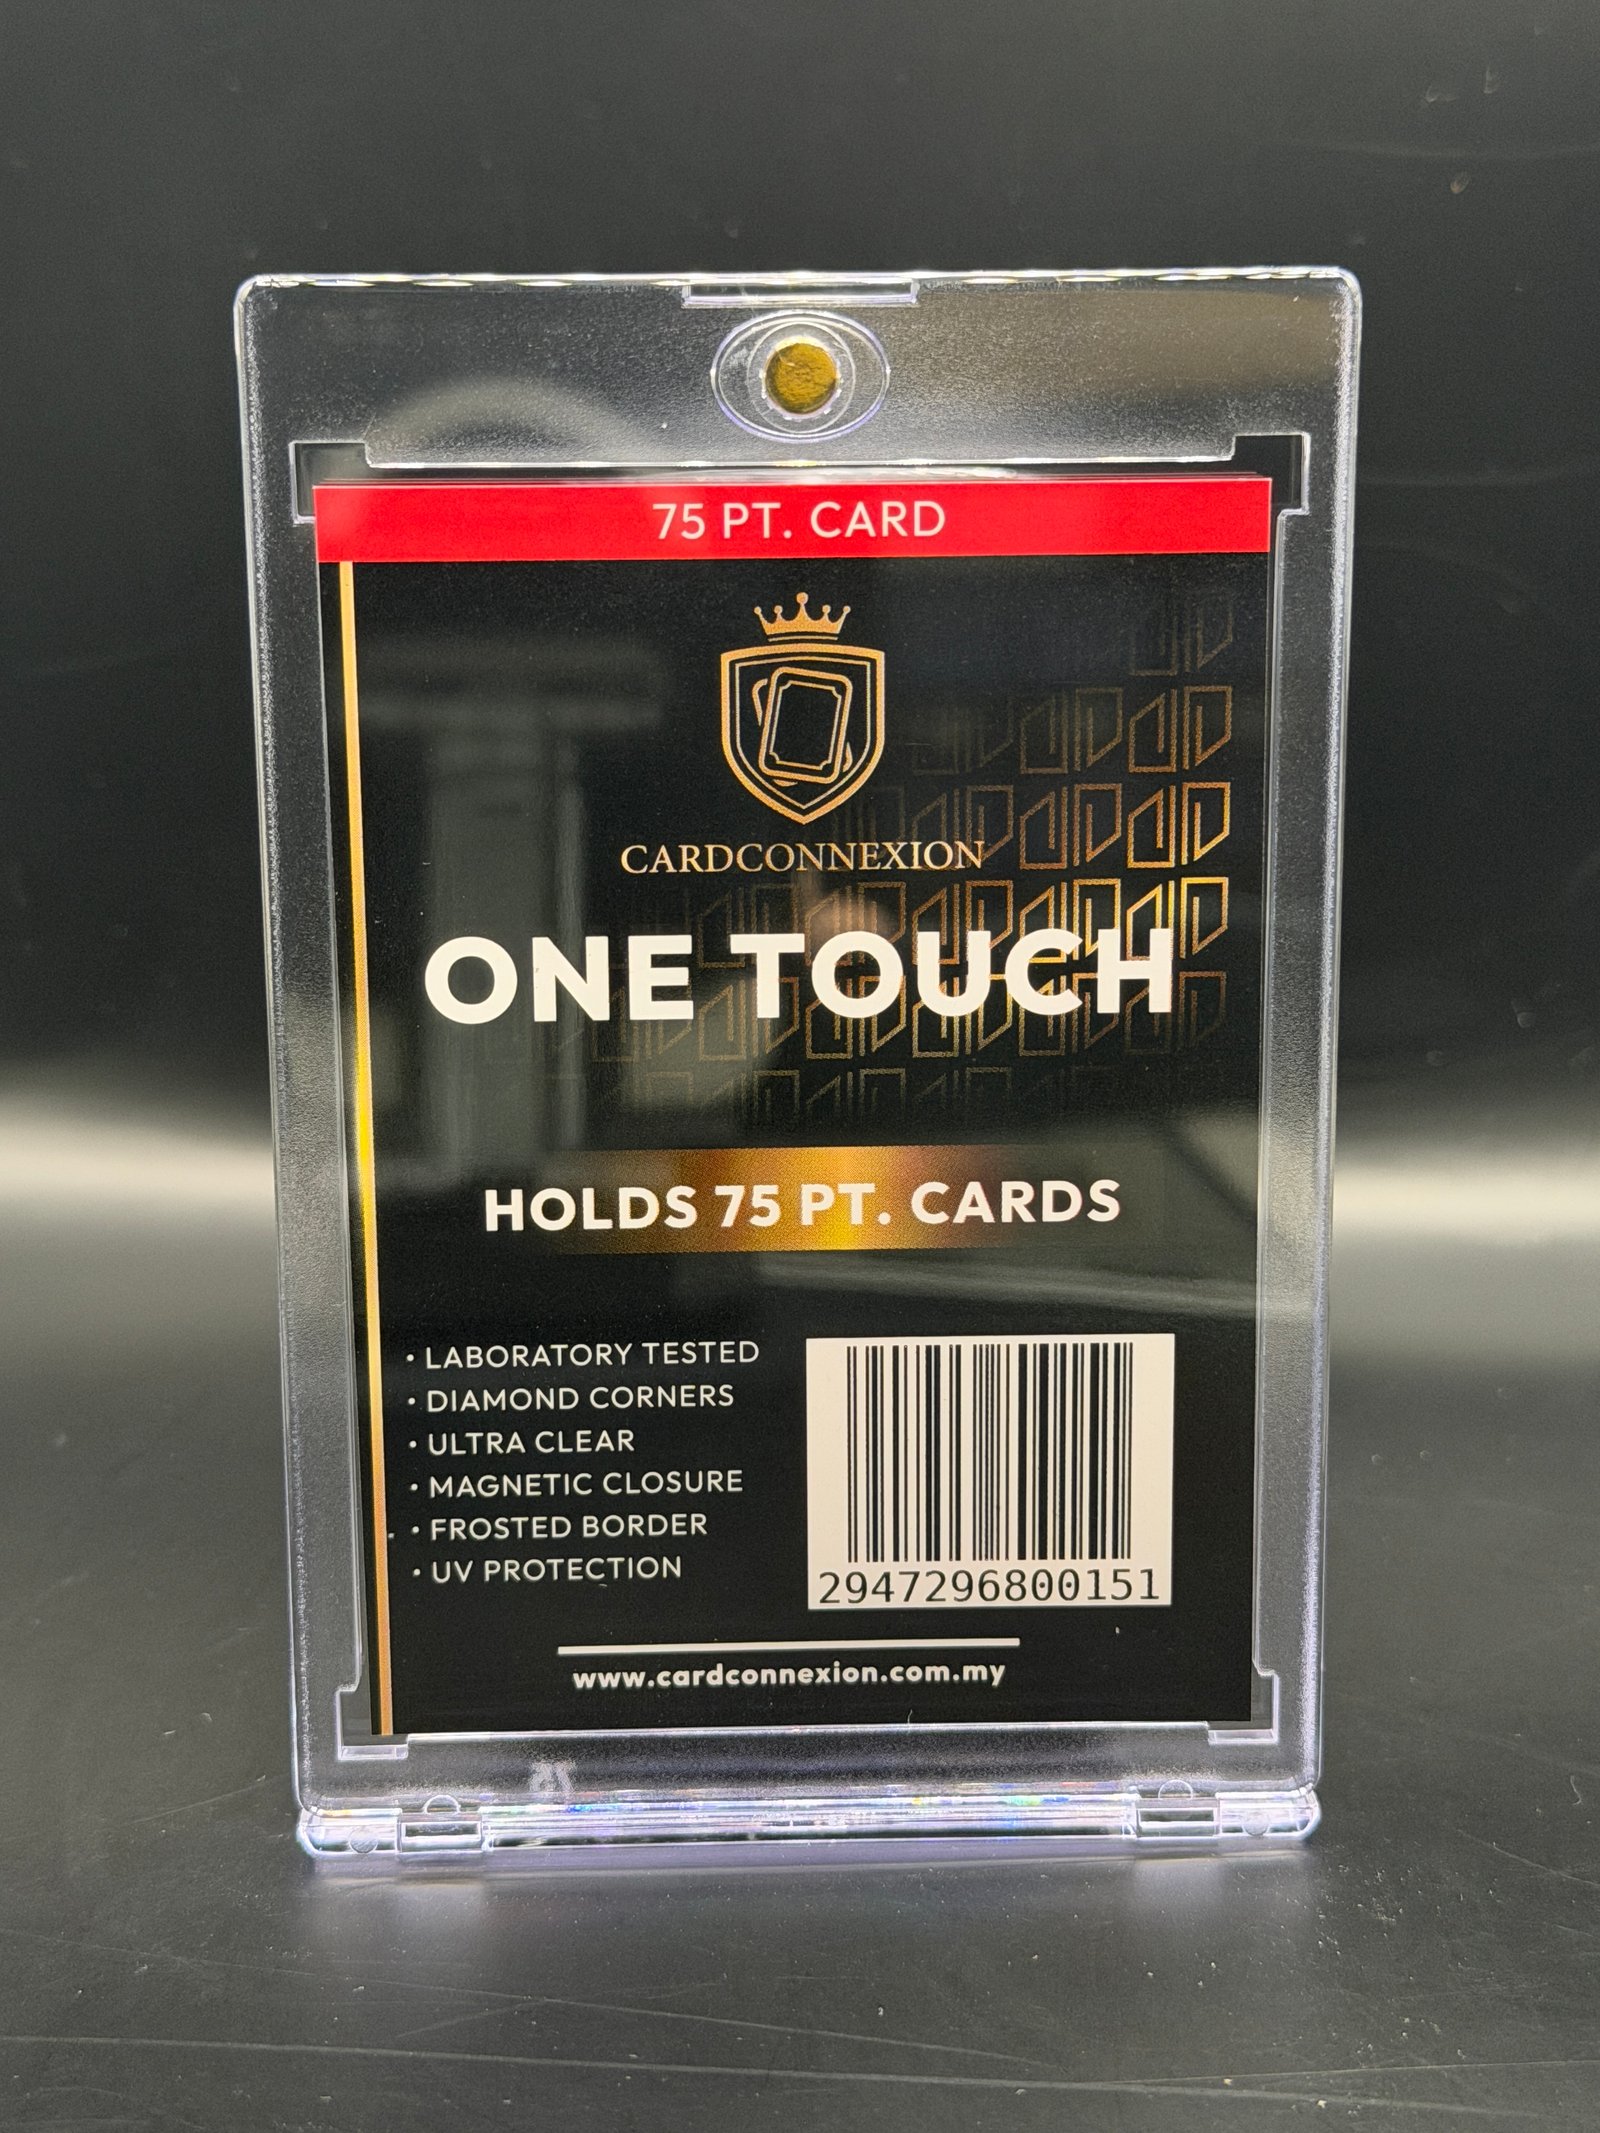 75 PT. CARD
CARDCONNEXION
ONE TOUCH
HOLDS 75 PT. CARDS
• LABORATORY TESTED
• DIAMOND CORNERS
• ULTRA CLEAR
• MAGNETIC CLOSURE
• FROSTED BORDER
• UV PROTECTION
2947296800151
www.cardconnexion.com.my
75